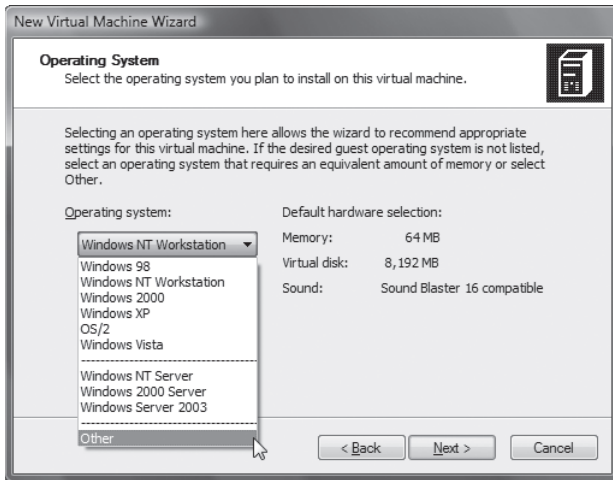 New Virtual Machine Wizard
Operating System
Select the operating system you plan to install on this virtual machine.
Selecting an operating system here allows the wizard to recommend appropriate
settings for this virtual machine. If the desired guest operating system is not listed,
select an operating system that requires an equivalent amount of memory or select
Other.
Operating system:
Windows NT Workstation
Windows 98
Windows NT Workstation
Windows 2000
Windows XP
OS/2
Windows Vista
Windows NT Server
Windows 2000 Server
Windows Server 2003
Other
Default hardware selection:
Memory: 64 MB
Virtual disk: 8,192 MB
Sound: Sound Blaster 16 compatible
< Back
Next >
Cancel